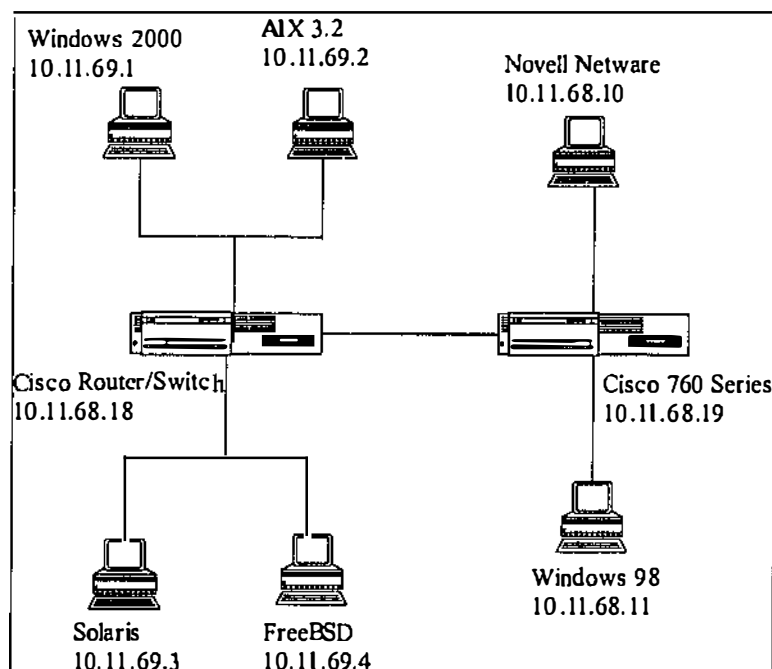 Windows 2000
10.11.69.1
AIX 3.2
10.11.69.2
Novell Netware
10.11.68.10
Cisco Router/Switch
10.11.68.18
Cisco 760 Series
10.11.68.19
Solaris
10.11.69.3
FreeBSD
10.11.69.4
Windows 98
10.11.68.11